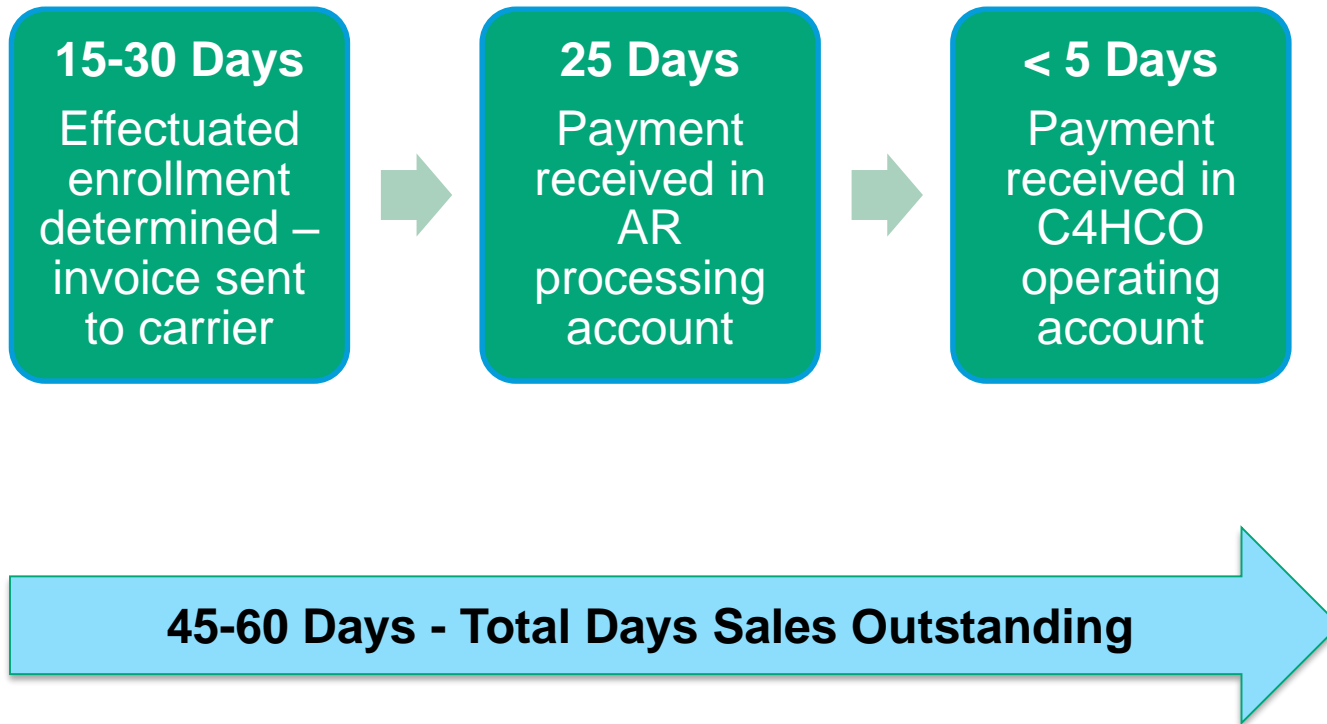 15-30 Days
Effectuated
enrollment
determined –
invoice sent
to carrier
25 Days
Payment
received in
AR
processing
account
< 5 Days
Payment
received in
C4HCO
operating
account
45-60 Days - Total Days Sales Outstanding